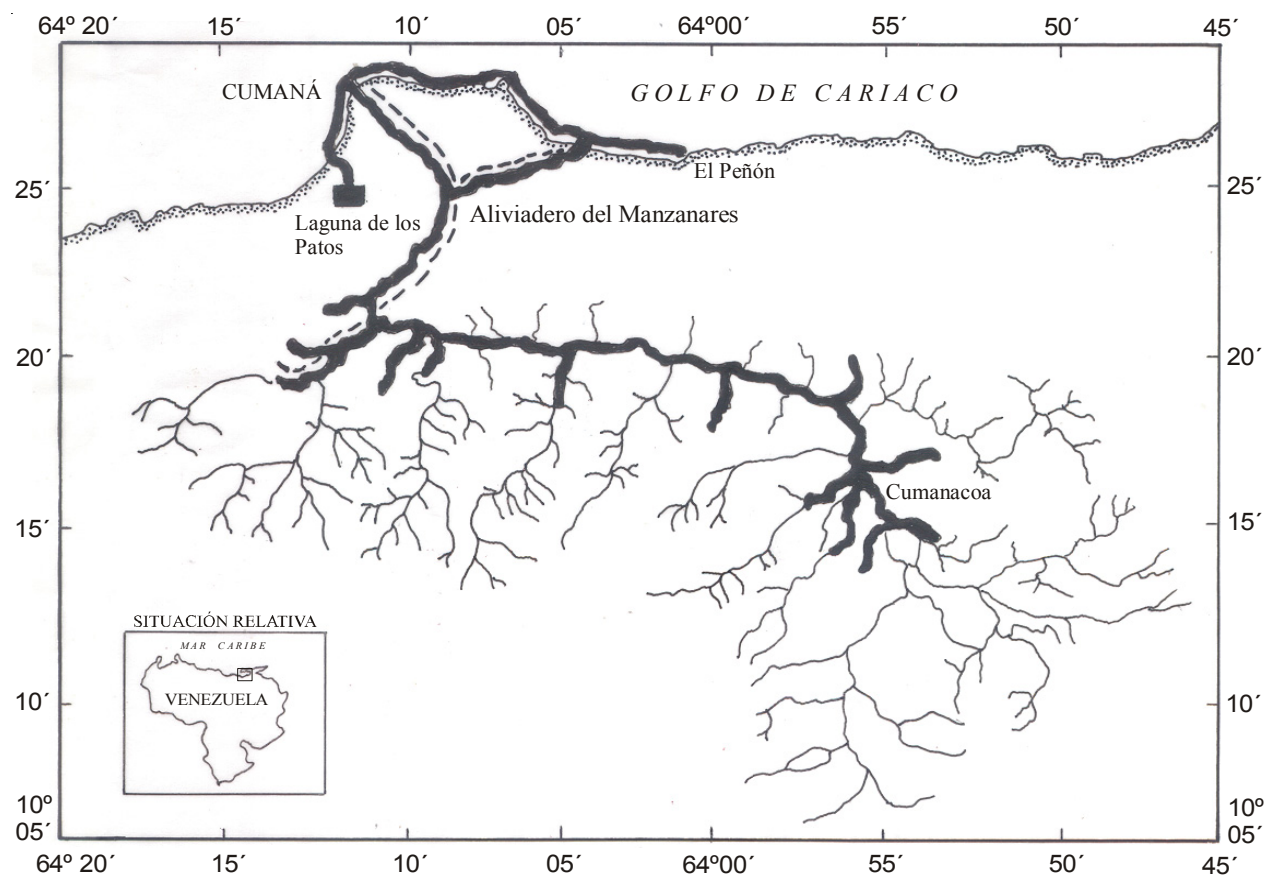 64º 20´ 15´ 10´ 05´ 64º00´ 55´ 50´ 45´
CUMANÁ
GOLFO DE CARIACO
El Peñón
25´ 25´
Laguna de los
Patos
Aliviadero del Manzanares
20´ 20´
Cumanacoa
15´ 15´
SITUACIÓN RELATIVA
MAR CARIBE
VENEZUELA
10´ 10´
10º
05´
10º
05´
64º 20´ 15´ 10´ 05´ 64º00´ 55´ 50´ 45´